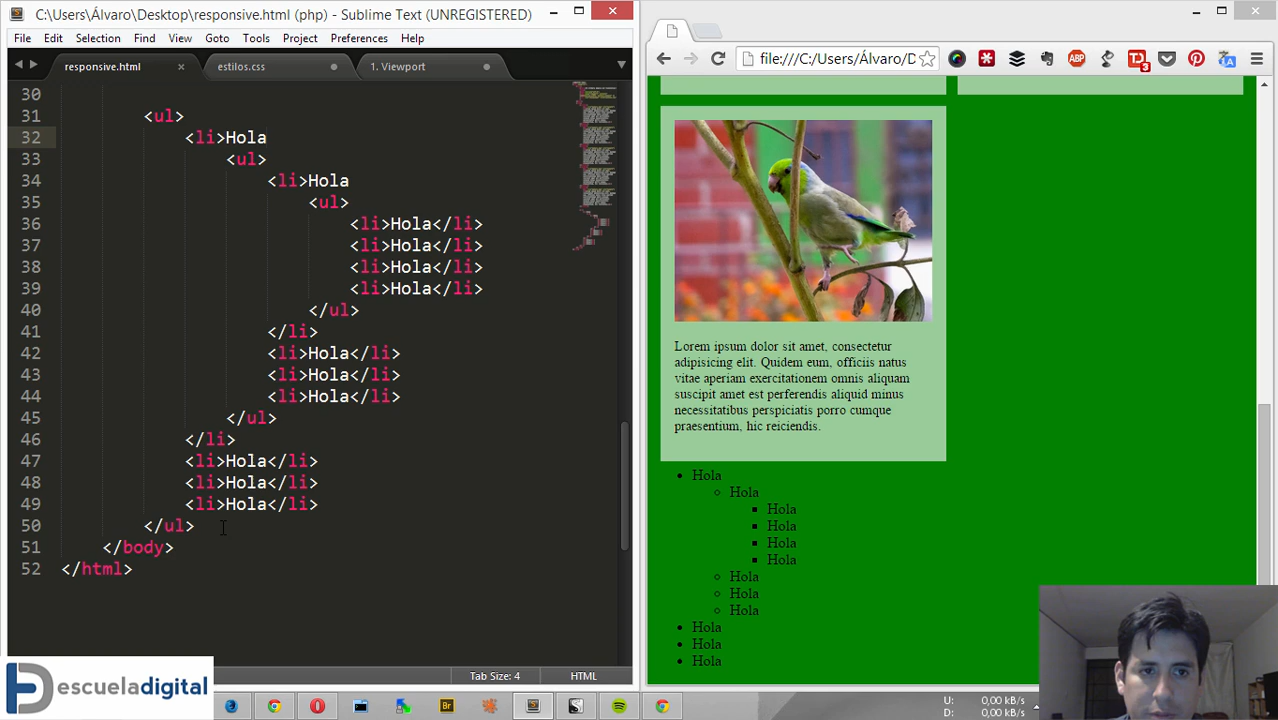 C:\Users\Álvaro\Desktop\responsive.html (php) - Sublime Text (UNREGISTERED)
File Edit Selection Find View Goto Tools Project Preferences Help
responsive.html
estilos.css
1. Viewport
30
31 <ul>
32 <li>Hola
33 <ul>
34 <li>Hola
35 <ul>
36 <li>Hola</li>
37 <li>Hola</li>
38 <li>Hola</li>
39 <li>Hola</li>
40 </ul>
41 </li>
42 <li>Hola</li>
43 <li>Hola</li>
44 <li>Hola</li>
45 </ul>
46 </li>
47 <li>Hola</li>
48 <li>Hola</li>
49 <li>Hola</li>
50 </ul>
51 </body>
52 </html>
Tab Size: 4
HTML
escueladigital
file:///C:/Users/Álvaro/D
ABP
3
Lorem ipsum dolor sit amet, consectetur
adipisicing elit. Quidem eum, officiis natus
vitae aperiam exercitationem omnis aliquam
suscipit amet est perferendis aliquid minus
necessitatibus perspiciatis porro cumque
praesentium, hic reiciendis.
Hola
Hola
Hola
Hola
Hola
Hola
Hola
Hola
Hola
Hola
Hola
Hola
Br
U: 0,00 kB/s
D: 0,00 kB/s